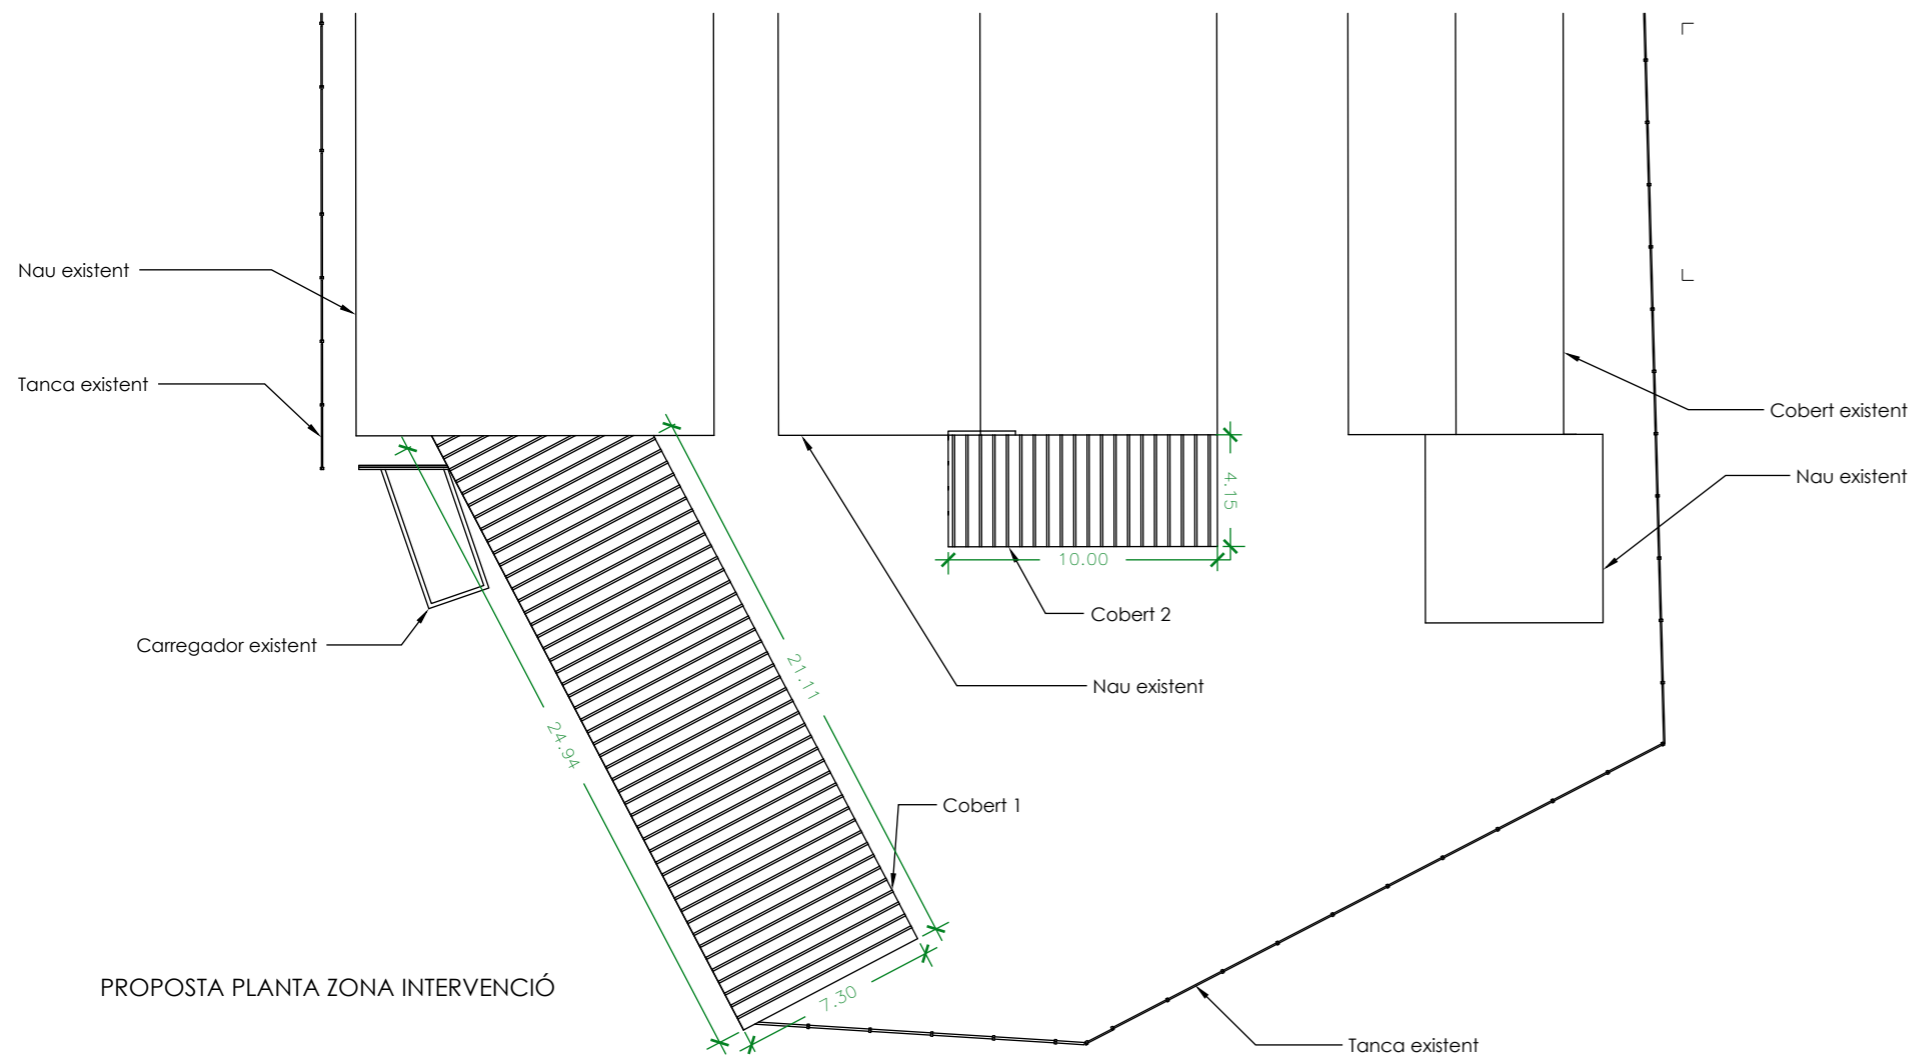 Nau existent
Tanca existent
Cobert existent
4.15
Nau existent
10.00
Cobert 2
Carregador existent
21.11
Nau existent
24.94
Cobert 1
PROPOSTA PLANTA ZONA INTERVENCIÓ
7.30
Tanca existent